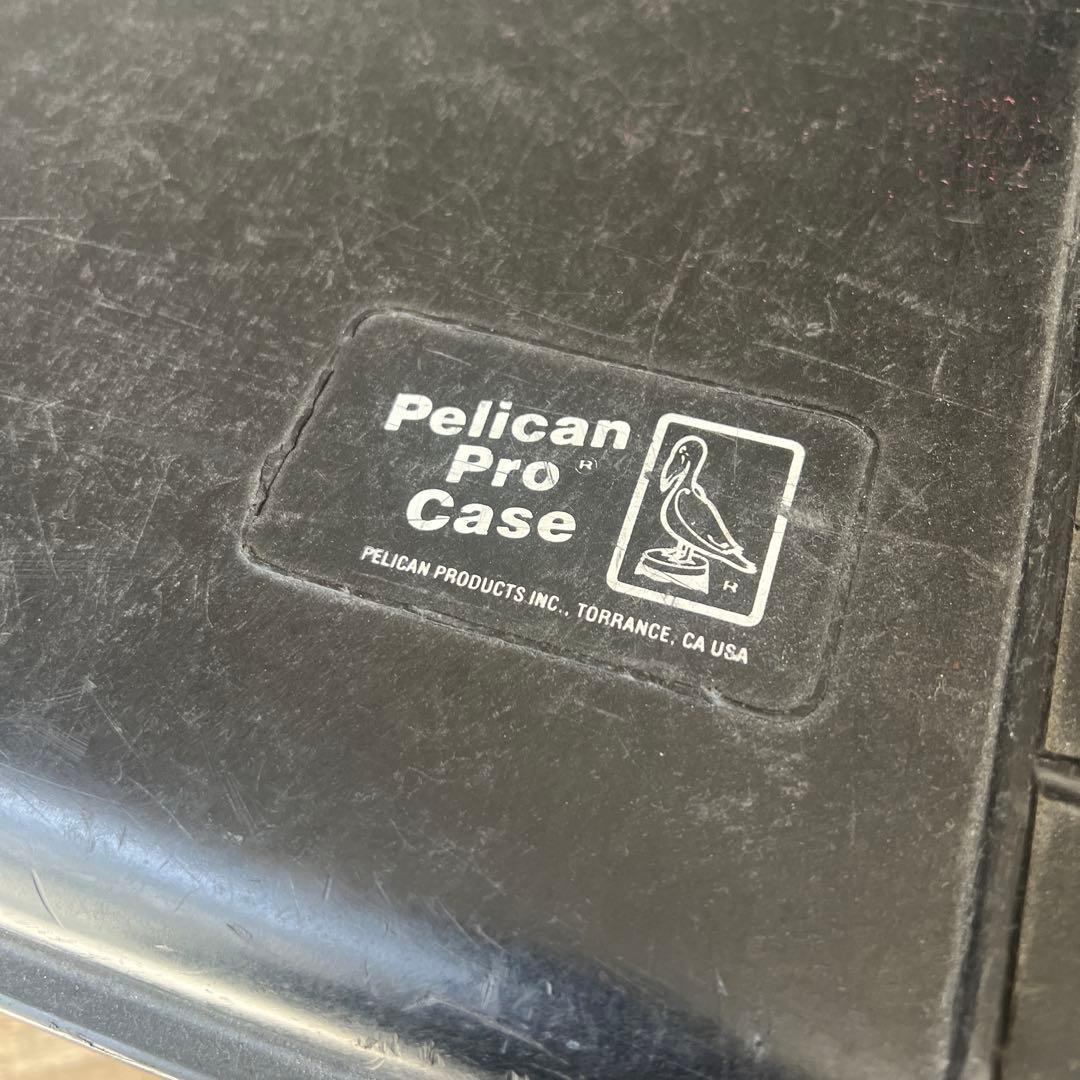 Pelican
Pro ®
Case
PELICAN PRODUCTS INC., TORRANCE, CA USA
®